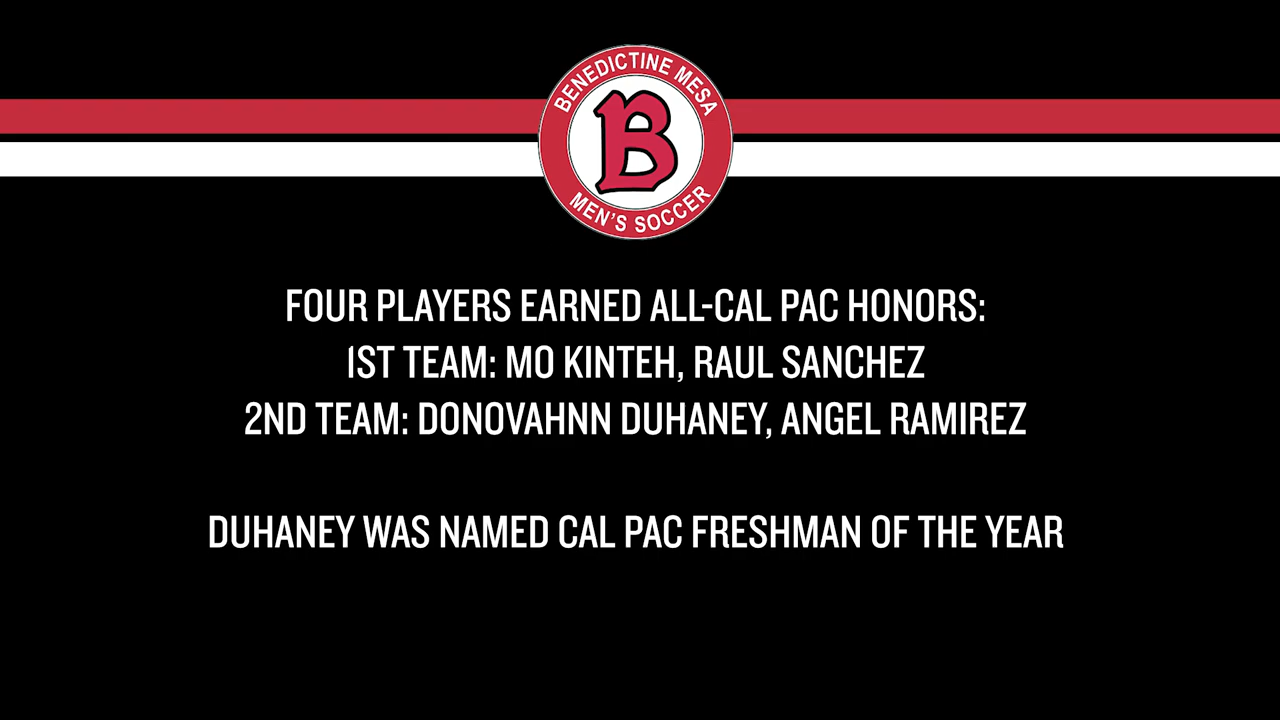 BENEDICTINE MESA
B
MEN'S SOCCER
FOUR PLAYERS EARNED ALL-CAL PAC HONORS:
1ST TEAM: MO KINTEH, RAUL SANCHEZ
2ND TEAM: DONOVAHNN DUHANEY, ANGEL RAMIREZ
DUHANEY WAS NAMED CAL PAC FRESHMAN OF THE YEAR